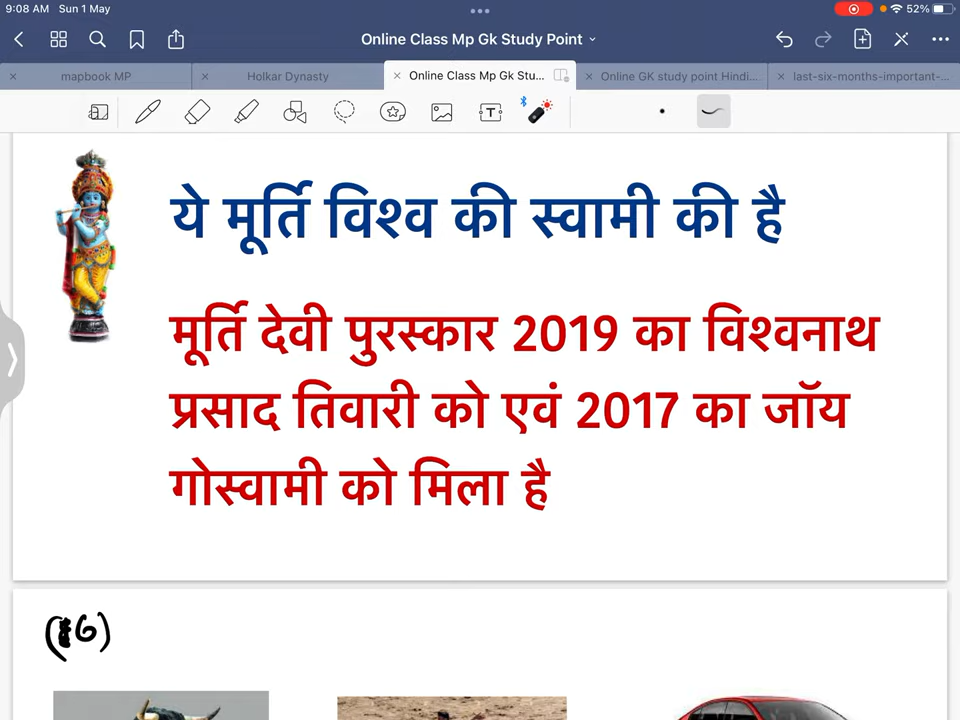 9:08 AM Sun 1 May
52%
Online Class Mp Gk Study Point
mapbook MP
Holkar Dynasty
Online Class Mp Gk Stu...
Online GK study point Hindi...
last-six-months-important-...
T
ये मूर्ति विश्व की स्वामी की है
मूर्ति देवी पुरस्कार 2019 का विश्वनाथ
प्रसाद तिवारी को एवं 2017 का जॉय
गोस्वामी को मिला है